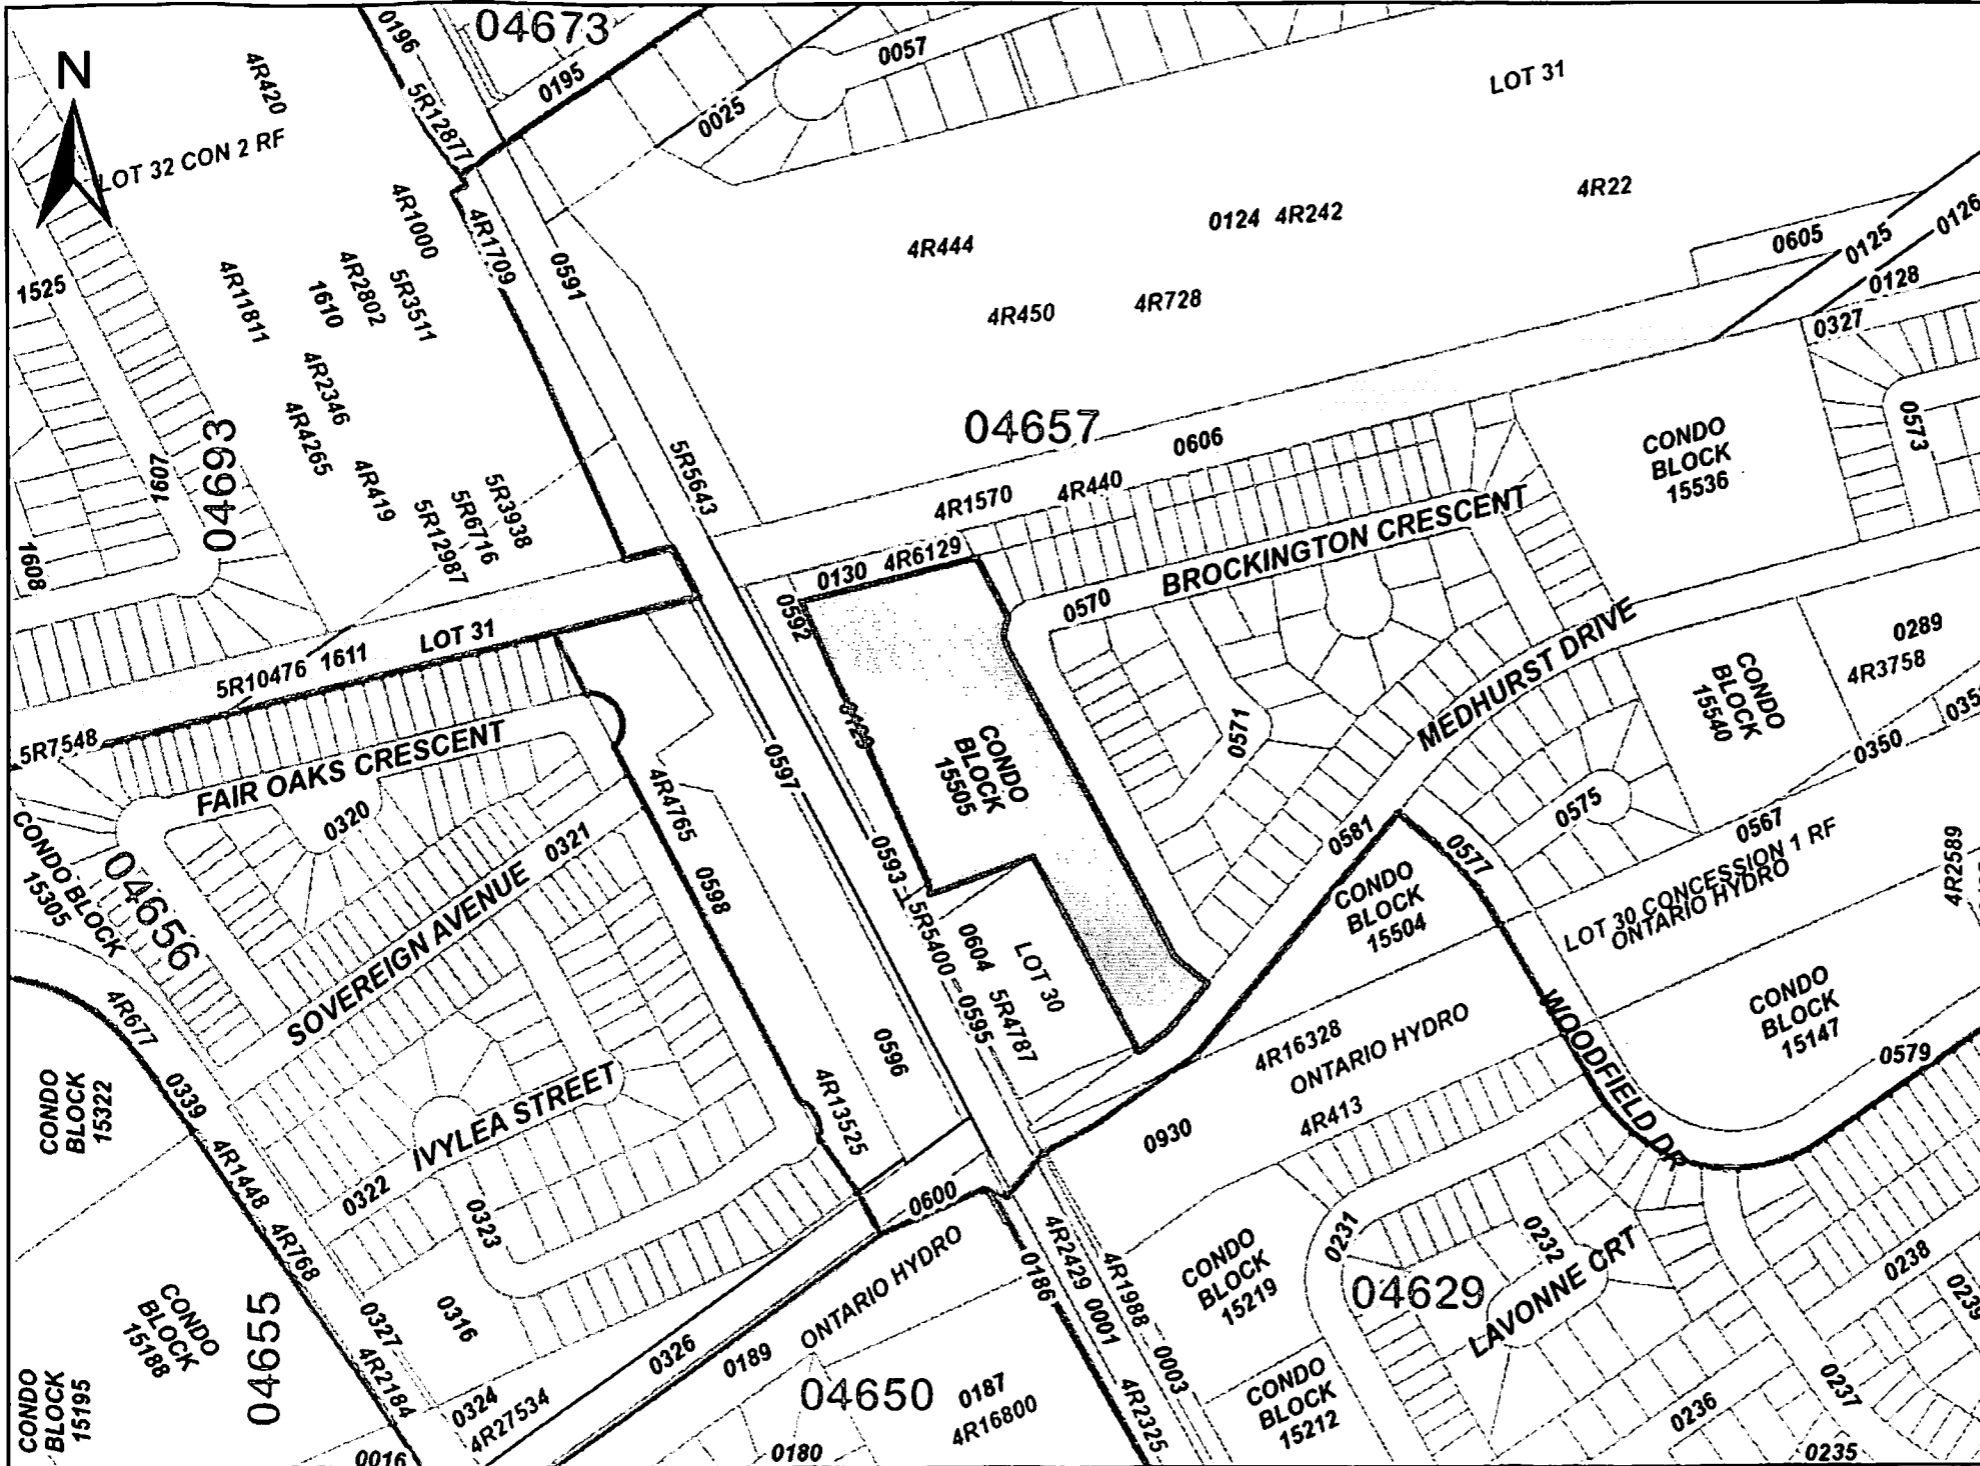 04673
0196
0195
0057
N
4R420
5R12877
0025
LOT 31
LOT 32 CON 2 RF
4R1000
4R1709
0591
4R444
0124 4R242
4R22
0605
0125
0126
0128
0327
1525
4R11811
1610
4R2802
5R3511
4R450
4R728
4R2346
4R4265
4R419
1607
04693
04657
0606
4R1570
4R440
5R5643
5R3938
5R6716
5R12987
1608
CONDO
BLOCK
15536
0573
0130 4R6129
0592
0570
BROCKINGTON CRESCENT
MEDHURST DRIVE
LOT 31
5R10476 1611
5R7548
FAIR OAKS CRESCENT
0320
0321
0129
0597
CONDO
BLOCK
15505
0571
CONDO
BLOCK
15540
0289
4R3758
0350
0575
0567
0581
0577
4R4765
0598
0593
5R5400
0595
0604
5R4787
LOT 30
CONDO BLOCK
15305
04656
SOVEREIGN AVENUE
CONDO
BLOCK
15504
LOT 30 CONCESSION 1 RF
ONTARIO HYDRO
4R2589
CONDO
BLOCK
15147
0579
WOODFIELD DR
4R677
0339
4R1448
4R768
CONDO
BLOCK
15322
IVYLEA STREET
0322
0323
0596
4R13525
4R16328
ONTARIO HYDRO
4R413
0930
0600
ONTARIO HYDRO
0186
4R2429
0001
4R1988
0003
4R2325
CONDO
BLOCK
15219
0231
0232
04629
LAVONNE CRT
0238
0239
0237
0236
0235
CONDO
BLOCK
15188
04655
0316
0327
4R2184
0324
4R27534
0326
0189
04650
0187
4R16800
0180
CONDO
BLOCK
15212
CONDO
BLOCK
15195
0016